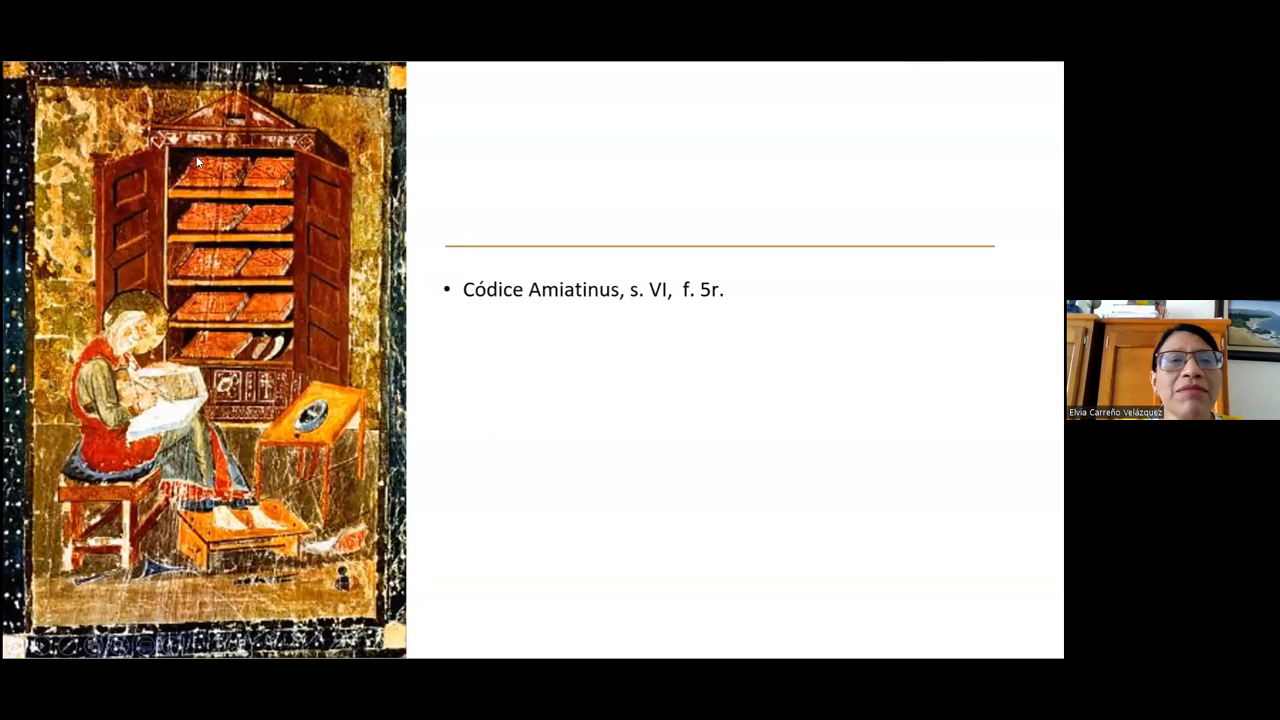 • Códice Amiatinus, s. VI, f. 5r.
Elvia Carreño Velázquez